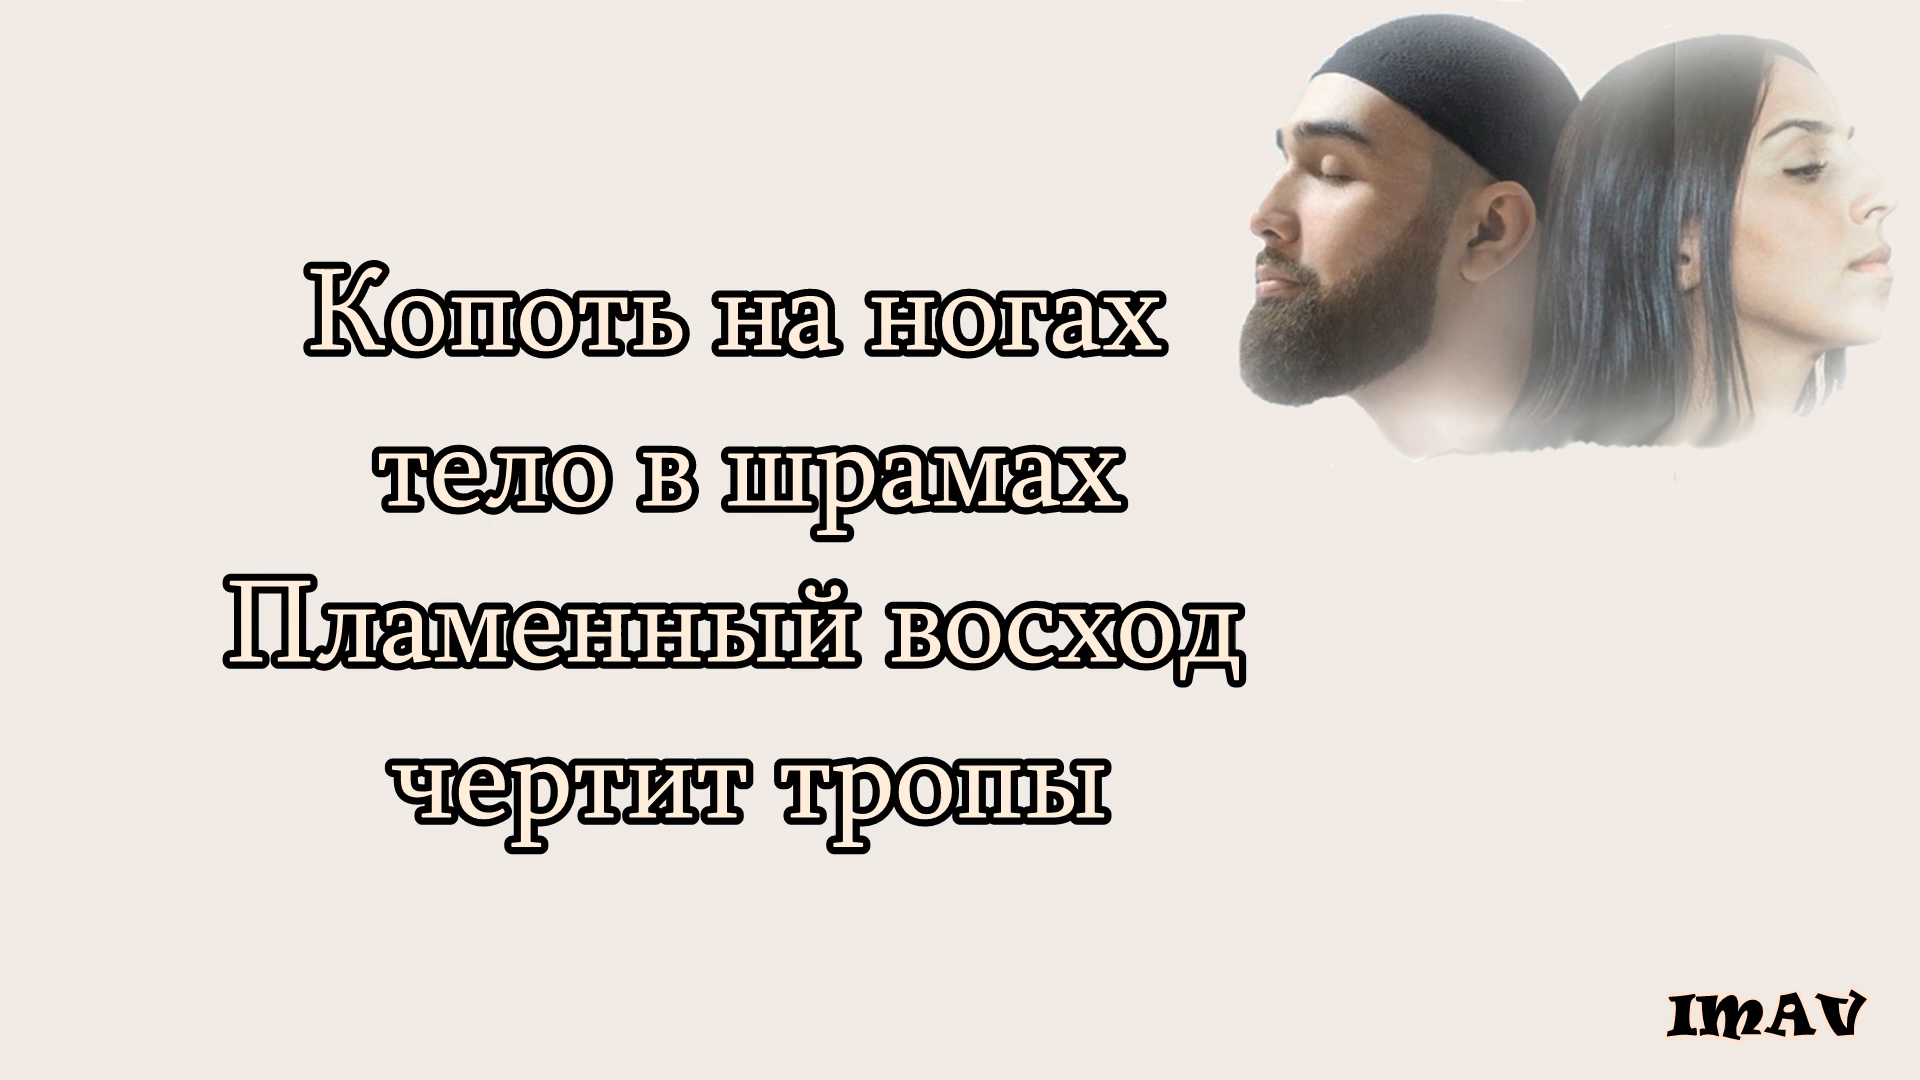 Копоть на ногах
тело в шрамах
Пламенный восход
чертит тропы
IMAV